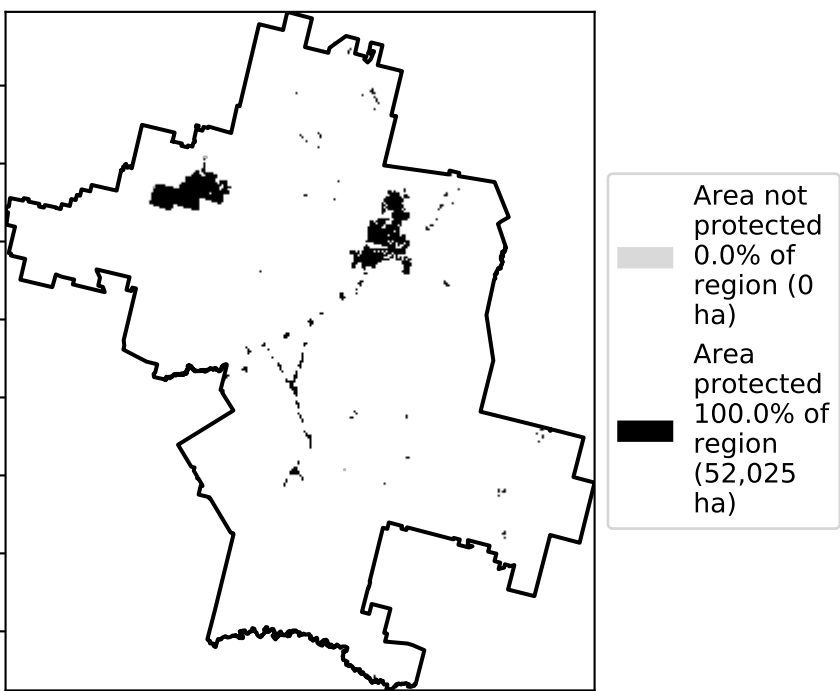 Area not
protected
0.0% of
region (0
ha)
Area
protected
100.0% of
region
(52,025
ha)